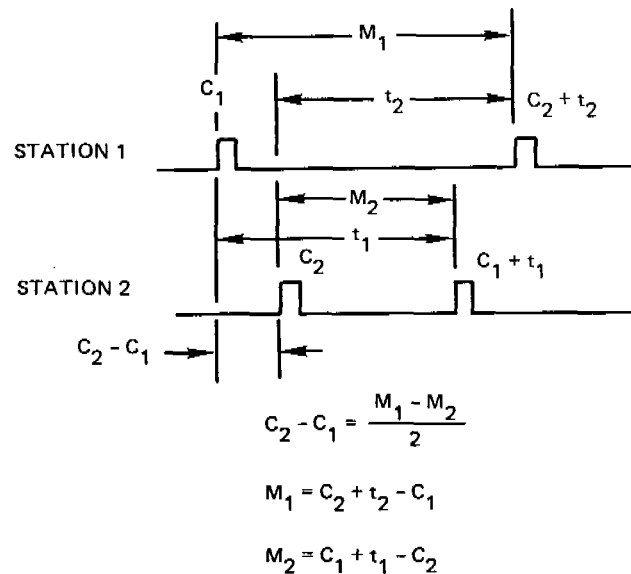 M₁
C₁
t₂
C₂ + t₂
STATION 1
M₂
t₁
C₂
C₁ + t₁
STATION 2
C₂ – C₁
C₂ – C₁ = (M₁ – M₂) / 2
M₁ = C₂ + t₂ – C₁
M₂ = C₁ + t₁ – C₂